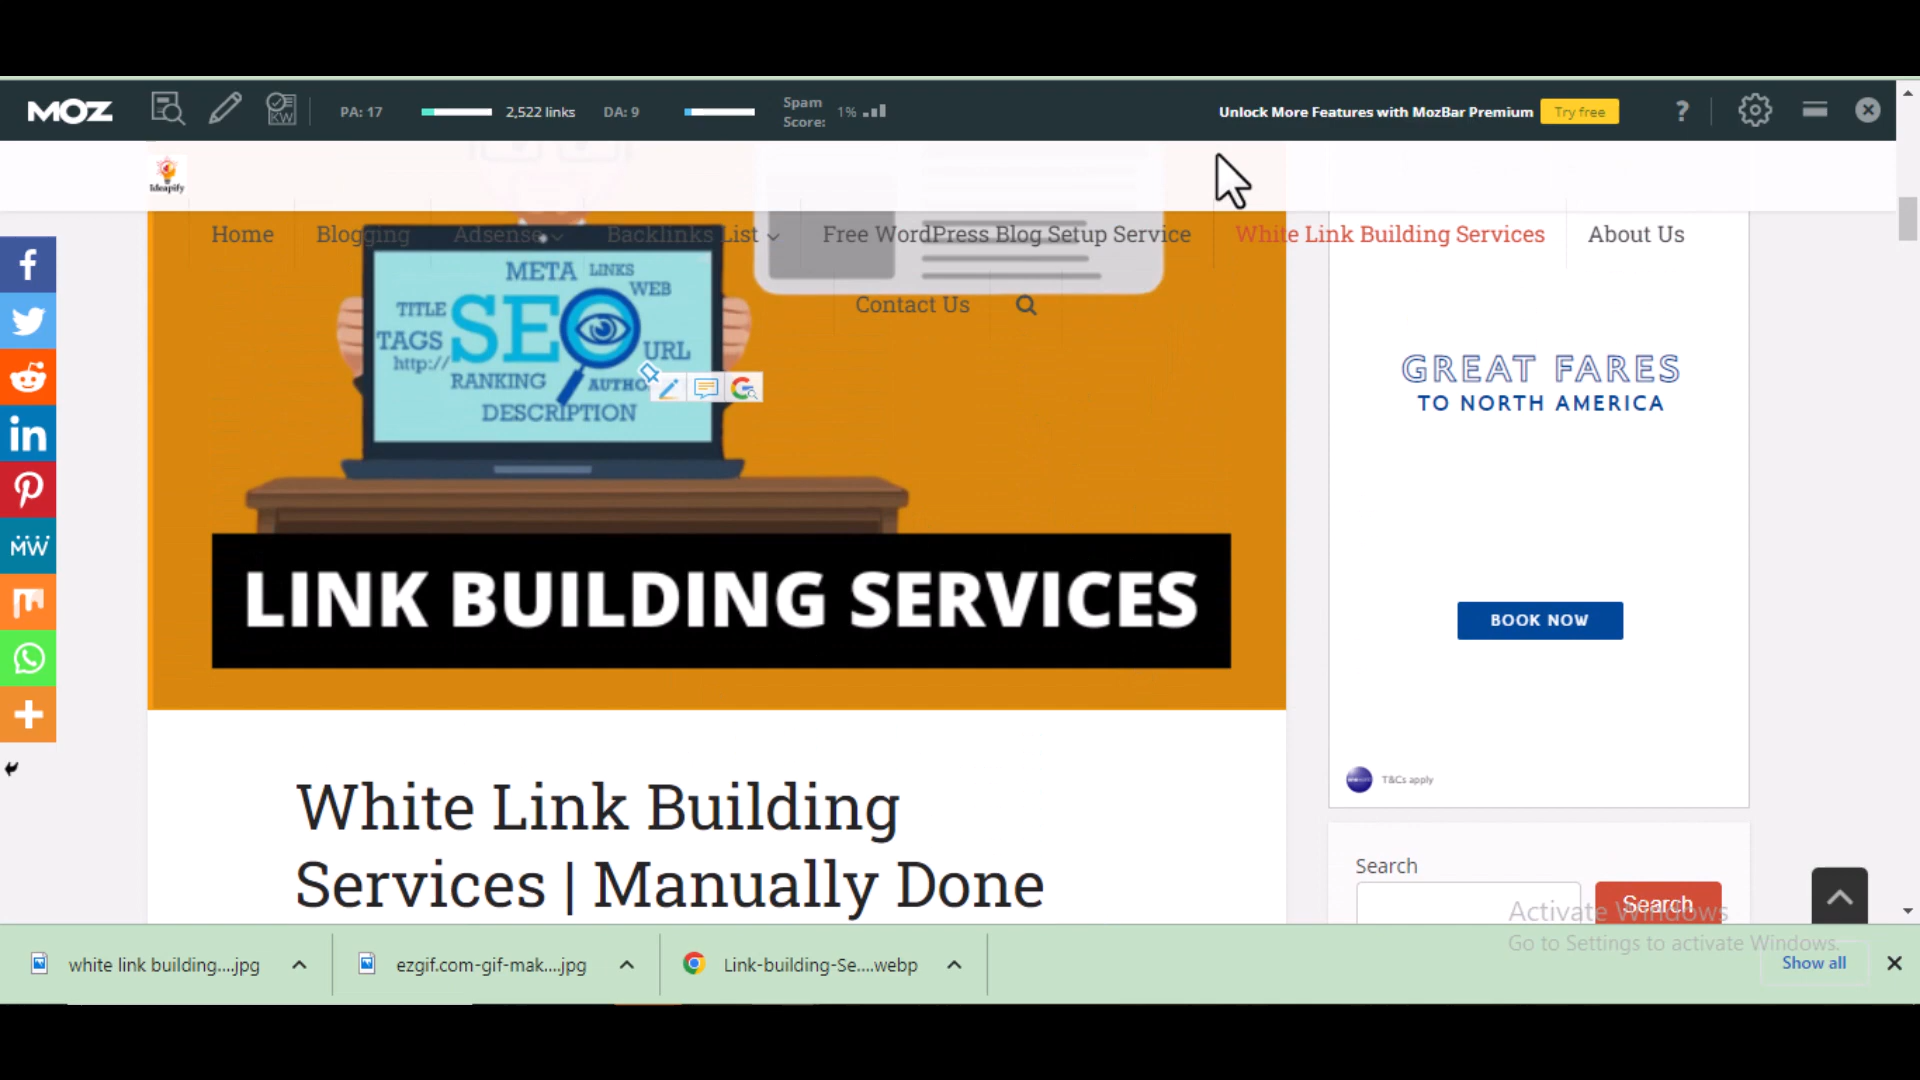 MOZ
KW
PA: 17
2,522 links
DA: 9
Spam
Score:
1%
Unlock More Features with MozBar Premium
Try free
?
Ideapify
Home
Blogging
Adsense
Backlinks List
Free WordPress Blog Setup Service
White Link Building Services
About Us
Contact Us
META LINKS
WEB
TITLE
SEO
TAGS
http://
URL
RANKING
AUTHO
DESCRIPTION
LINK BUILDING SERVICES
White Link Building
Services | Manually Done
MW
GREAT FARES
TO NORTH AMERICA
BOOK NOW
T&Cs apply
Search
Search
Activate Windows
Go to Settings to activate Windows.
white link building....jpg
ezgif.com-gif-mak....jpg
Link-building-Se....webp
Show all